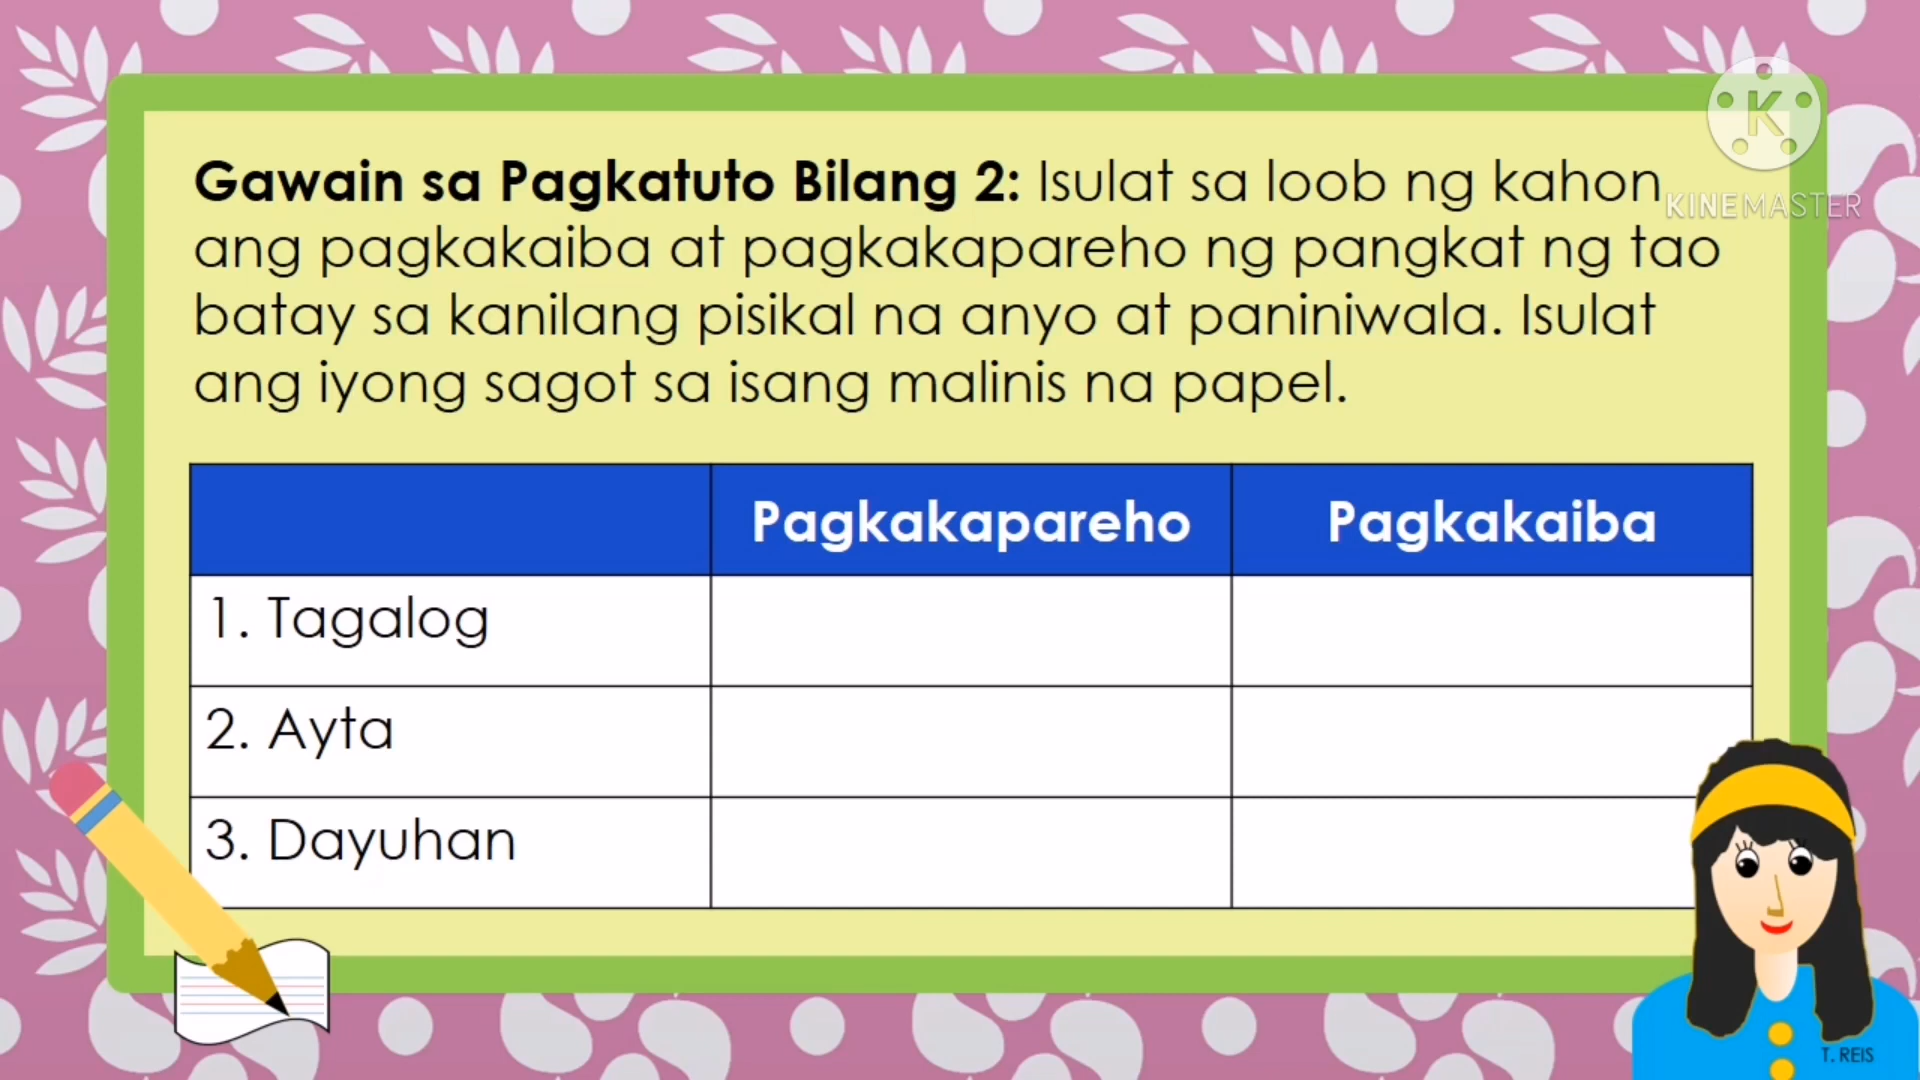 K
KINEMASTER
Gawain sa Pagkatuto Bilang 2: Isulat sa loob ng kahon
ang pagkakaiba at pagkakapareho ng pangkat ng tao
batay sa kanilang pisikal na anyo at paniniwala. Isulat
ang iyong sagot sa isang malinis na papel.
Pagkakapareho Pagkakaiba
1. Tagalog
2. Ayta
3. Dayuhan
T. REIS